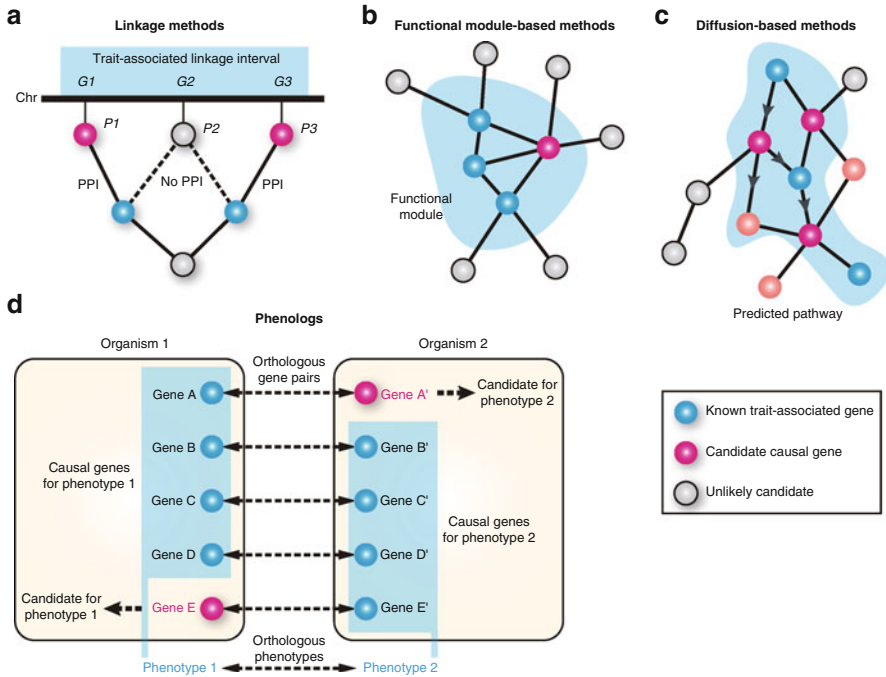 a
Linkage methods
Trait-associated linkage interval
G1
G2
G3
Chr
P1
P2
P3
PPI
No PPI
PPI
b
Functional module-based methods
Functional
module
c
Diffusion-based methods
Predicted pathway
d
Phenologs
Organism 1
Organism 2
Orthologous
gene pairs
Gene A
Gene A'
Candidate for
phenotype 2
Gene B
Gene B'
Causal genes
for phenotype 1
Gene C
Gene C'
Causal genes
for phenotype 2
Gene D
Gene D'
Candidate for
phenotype 1
Gene E
Gene E'
Orthologous
phenotypes
Phenotype 1
Phenotype 2
Known trait-associated gene
Candidate causal gene
Unlikely candidate